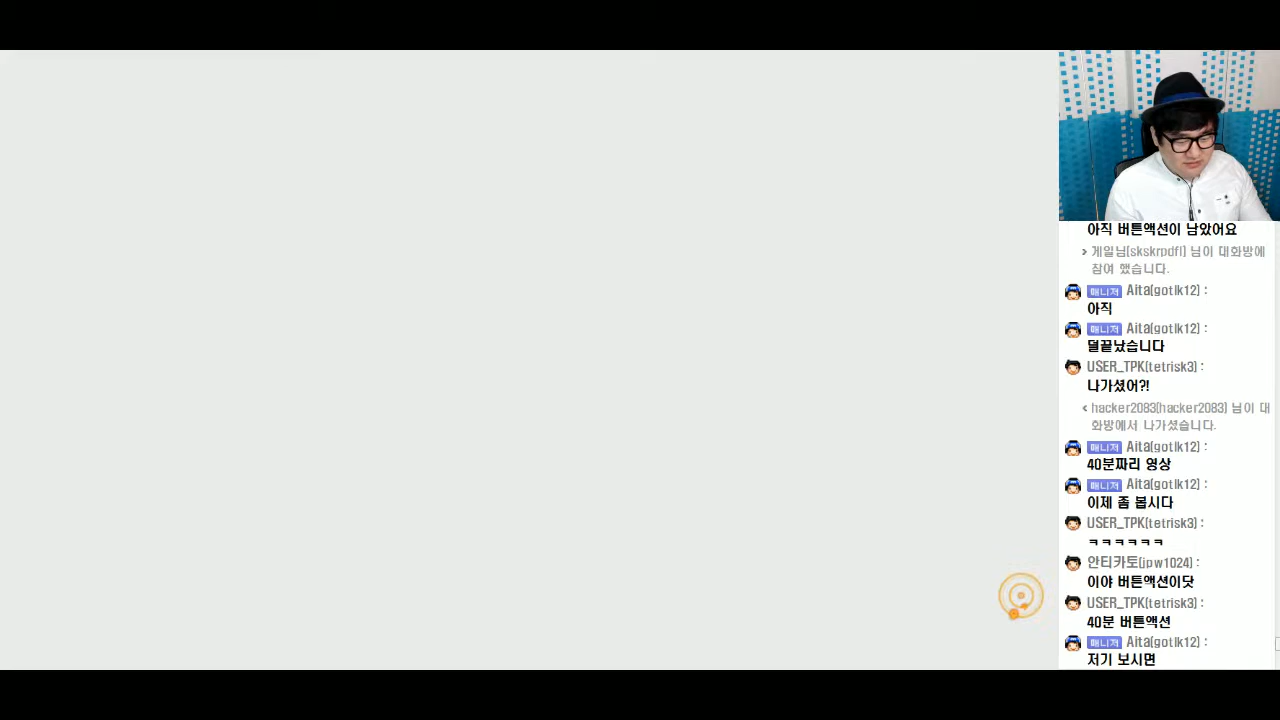 아직 버튼액션이 남았어요
게일님[skskrpdfl] 님이 대화방에
참여 했습니다.
매니저 Aita[gotlk12] :
아직
매니저 Aita[gotlk12] :
덜끝났습니다
USER_TPK[tetrisk3] :
나가셨어?!
hacker2083[hacker2083] 님이 대
화방에서 나가셨습니다.
매니저 Aita[gotlk12] :
40분짜리 영상
매니저 Aita[gotlk12] :
이제 좀 봅시다
USER_TPK[tetrisk3] :
ㅋㅋㅋㅋㅋㅋ
안티카토[jpw1024] :
이야 버튼액션이닷
USER_TPK[tetrisk3] :
40분 버튼액션
매니저 Aita[gotlk12] :
저기 보시면